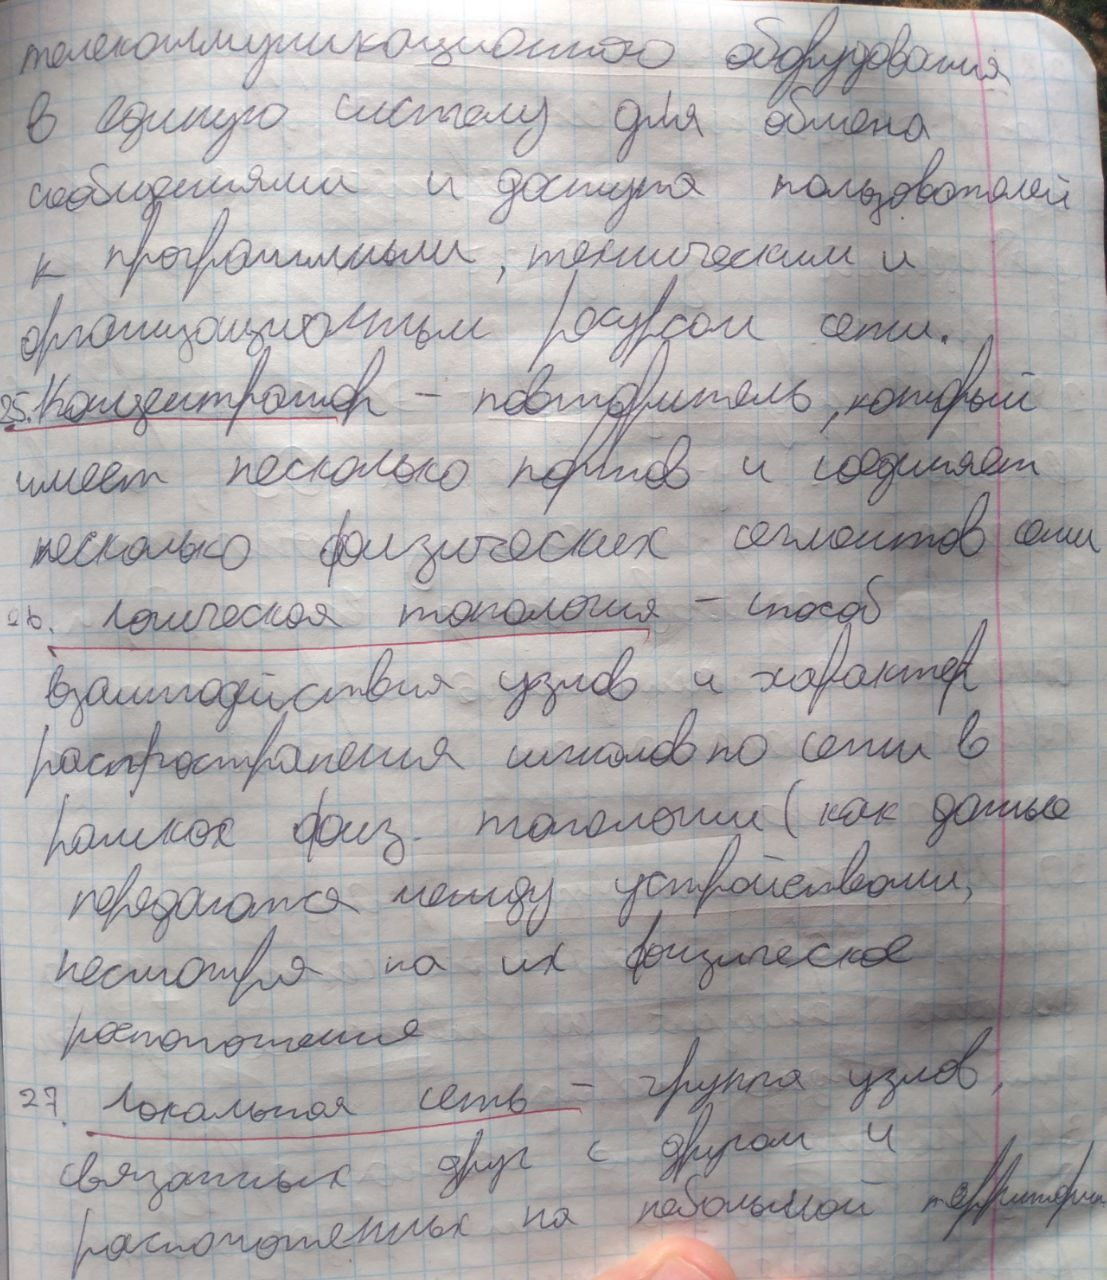 телекоммуникационного оборудования
в единую систему для обмена
сообщениями и доступа пользователей
к программным, техническим и
организационным ресурсам сети.
25. Концентратор – повторитель, который
имеет несколько портов и соединяет
несколько физических сегментов сети
26. Логическая топология – способ
взаимодействия узлов и характер
распространения сигналов по сети в
рамках физ. топологии (как данные
передаются между устройствами,
несмотря на их физическое
расположения
27. Локальная сеть – группа узлов,
связанных друг с другом и
расположенных на небольшой территории